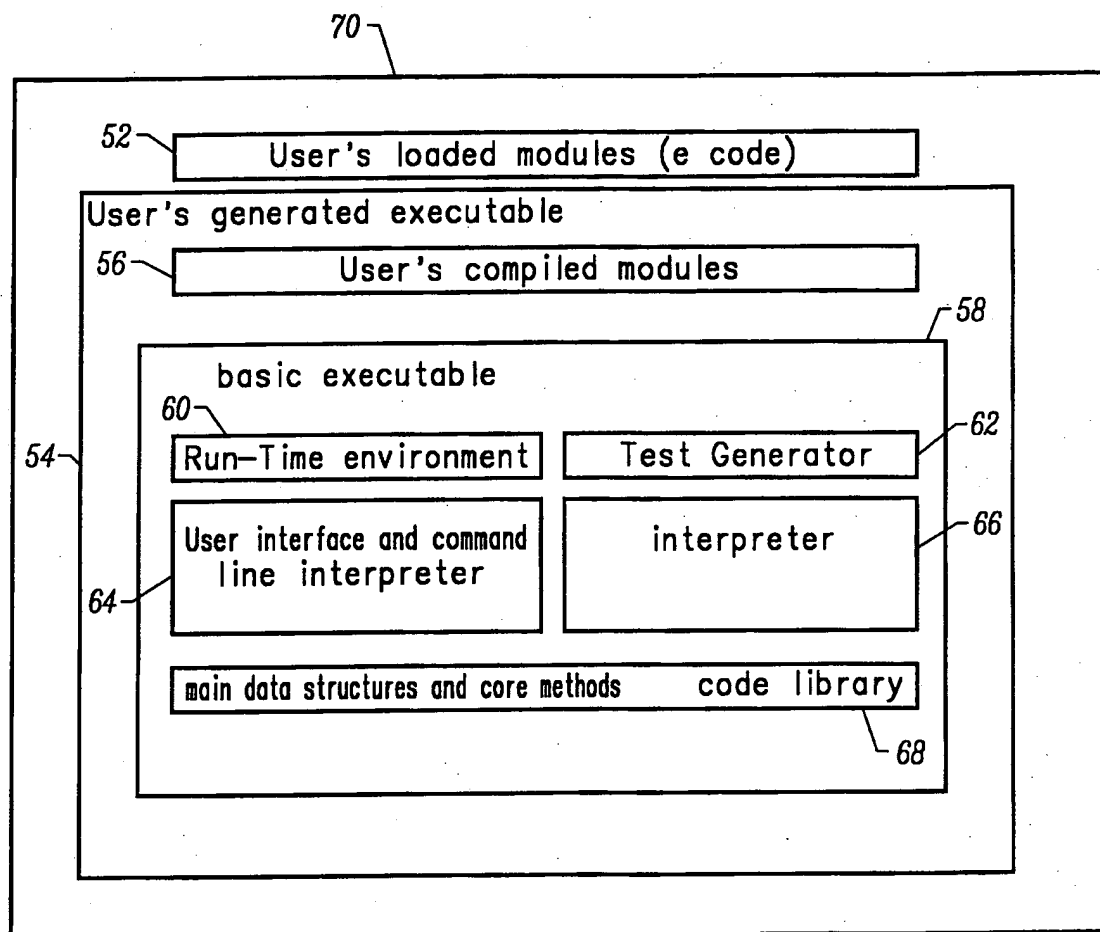 70
52
User's loaded modules (e code)
User's generated executable
56
User's compiled modules
58
basic executable
60
62
54
Run-Time environment
Test Generator
User interface and command
line interpreter
interpreter
66
64
main data structures and core methods code library
68